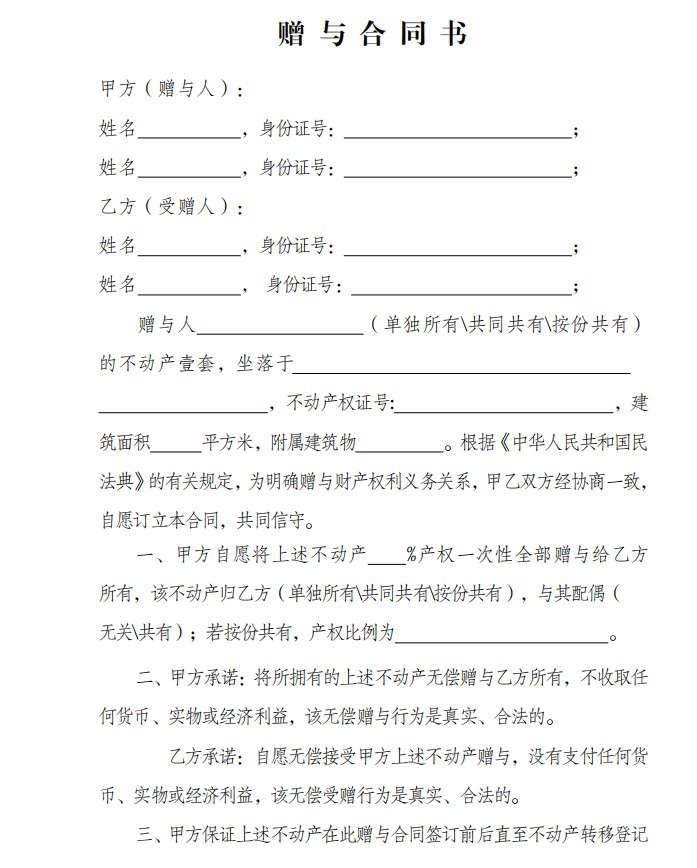 赠与合同书
甲方（赠与人）：
姓名__________，身份证号：______________________；
姓名__________，身份证号：______________________；
乙方（受赠人）：
姓名__________，身份证号：______________________；
姓名__________， 身份证号：_____________________；
赠与人________________（单独所有\共同共有\按份共有）
的不动产壹套，坐落于________________________________
________________，不动产权证号:_____________________，建
筑面积_____平方米，附属建筑物________。根据《中华人民共和国民
法典》的有关规定，为明确赠与财产权利义务关系，甲乙双方经协商一致，
自愿订立本合同，共同信守。
一、甲方自愿将上述不动产____%产权一次性全部赠与给乙方
所有，该不动产归乙方（单独所有\共同共有\按份共有），与其配偶（
无关\共有）；若按份共有，产权比例为____________________。
二、甲方承诺：将所拥有的上述不动产无偿赠与乙方所有，不收取任
何货币、实物或经济利益，该无偿赠与行为是真实、合法的。
乙方承诺：自愿无偿接受甲方上述不动产赠与，没有支付任何货
币、实物或经济利益，该无偿受赠行为是真实、合法的。
三、甲方保证上述不动产在此赠与合同签订前后直至不动产转移登记